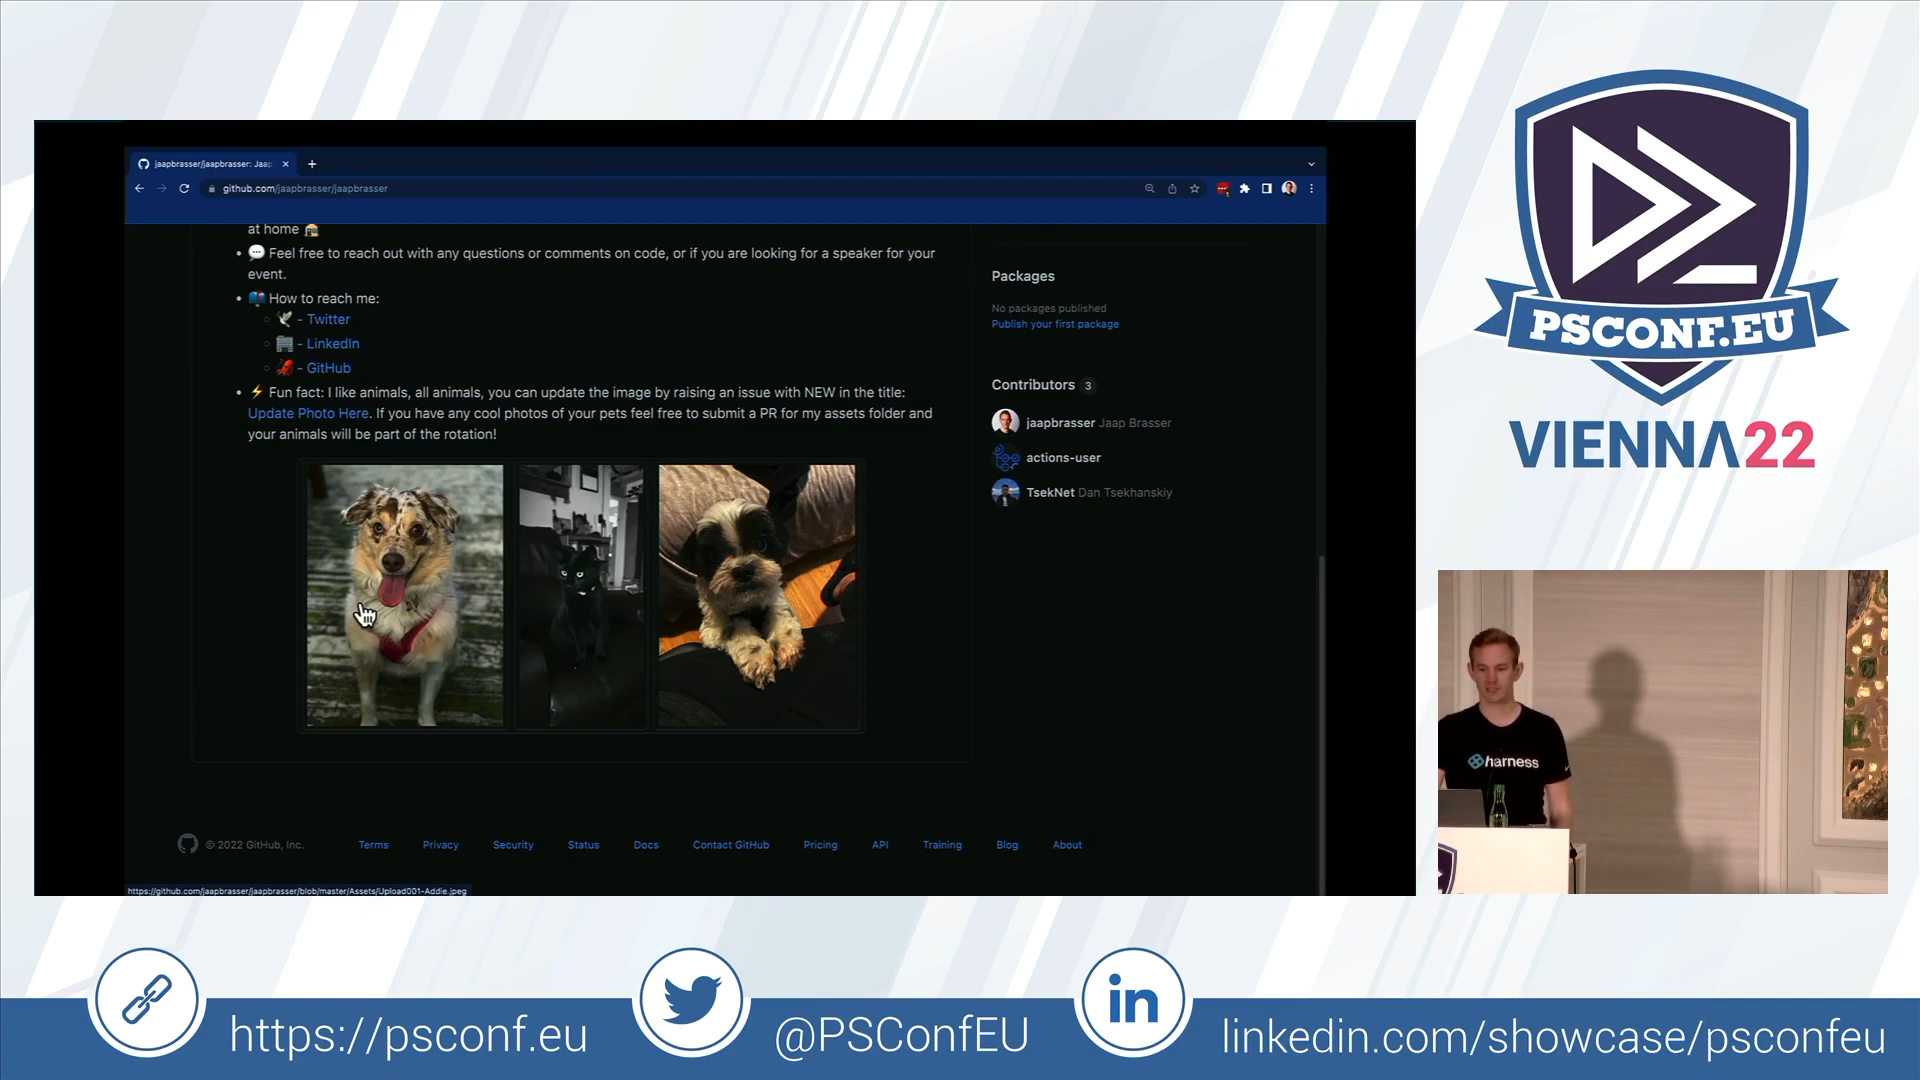 jaapbrasser/jaapbrasser: Jaap
github.com/jaapbrasser/jaapbrasser
at home
Feel free to reach out with any questions or comments on code, or if you are looking for a speaker for your
event.
How to reach me:
- Twitter
- LinkedIn
- GitHub
Fun fact: I like animals, all animals, you can update the image by raising an issue with NEW in the title:
Update Photo Here. If you have any cool photos of your pets feel free to submit a PR for my assets folder and
your animals will be part of the rotation!
Packages
No packages published
Publish your first package
Contributors 3
jaapbrasser Jaap Brasser
actions-user
TsekNet Dan Tsekhanskiy
© 2022 GitHub, Inc. Terms Privacy Security Status Docs Contact GitHub Pricing API Training Blog About
https://github.com/jaapbrasser/jaapbrasser/blob/master/Assets/Upload001-Addie.jpeg
PSCONF.EU
VIENNA22
harness
https://psconf.eu
@PSConfEU
in
linkedin.com/showcase/psconfeu